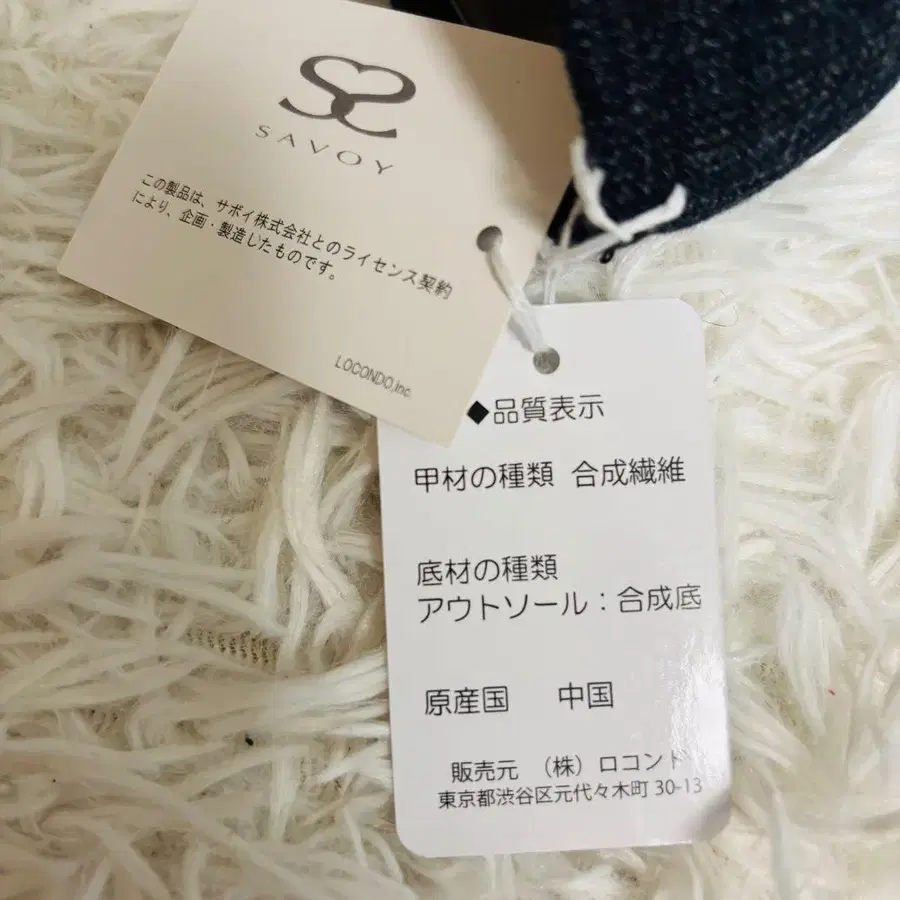 SAVOY
この製品は、サボイ株式会社とのライセンス契約
により、企画・製造したものです。
LOCONDO,Inc.
◆品質表示
甲材の種類 合成繊維
底材の種類
アウトソール：合成底
原産国 中国
販売元 （株）ロコンド
東京都渋谷区元代々木町 30-13